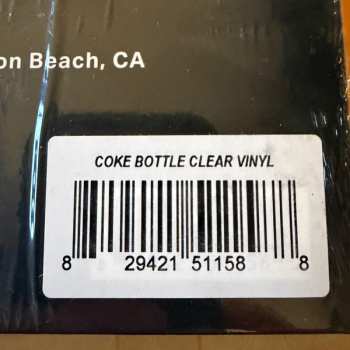 on Beach, CA
COKE BOTTLE CLEAR VINYL
8 29421 51158 8